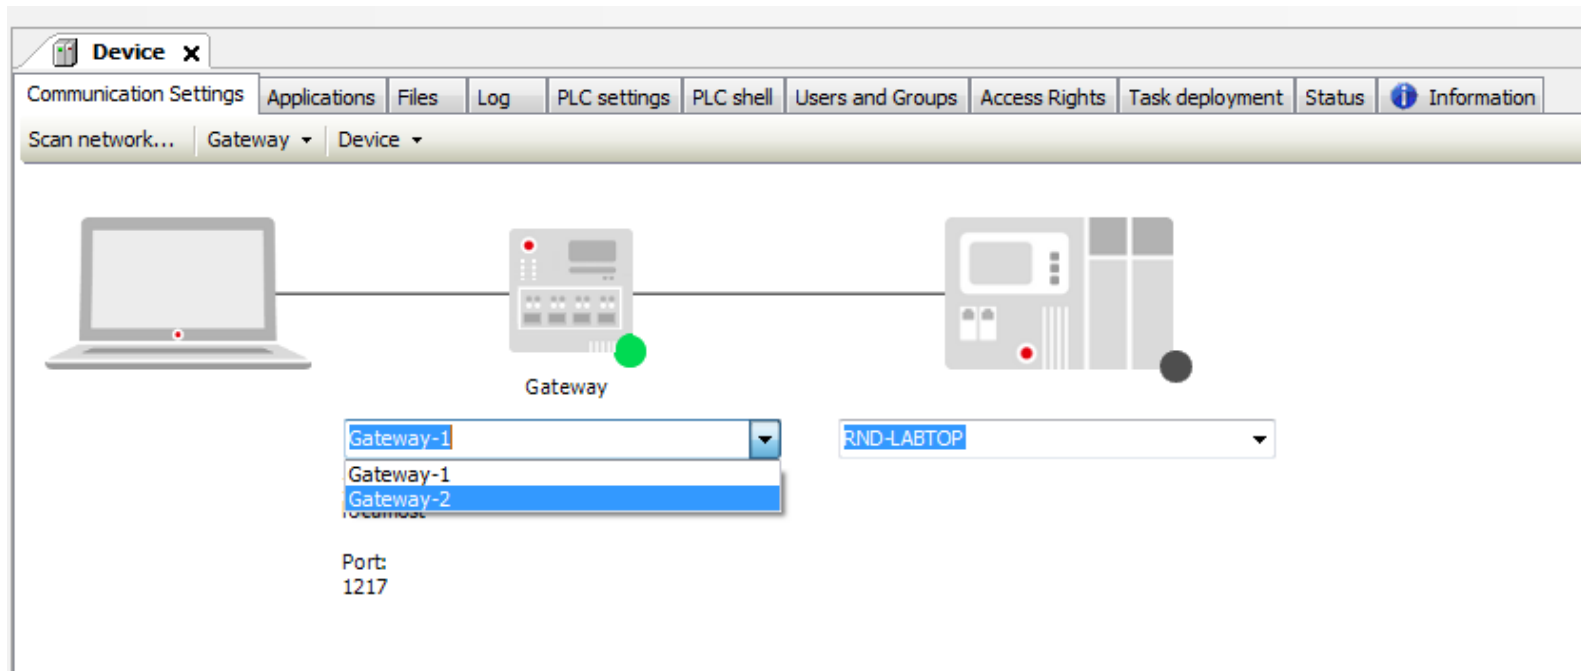 Device
Communication Settings Applications Files Log PLC settings PLC shell Users and Groups Access Rights Task deployment Status Information
Scan network... Gateway Device
Gateway
Gateway-1 RND-LABTOP
Gateway-1
Gateway-2
localhost
Port:
1217